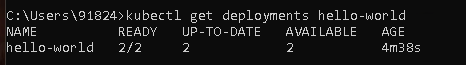 C:\Users\91824>kubectl get deployments hello-world
NAME READY UP-TO-DATE AVAILABLE AGE
hello-world 2/2 2 2 4m38s